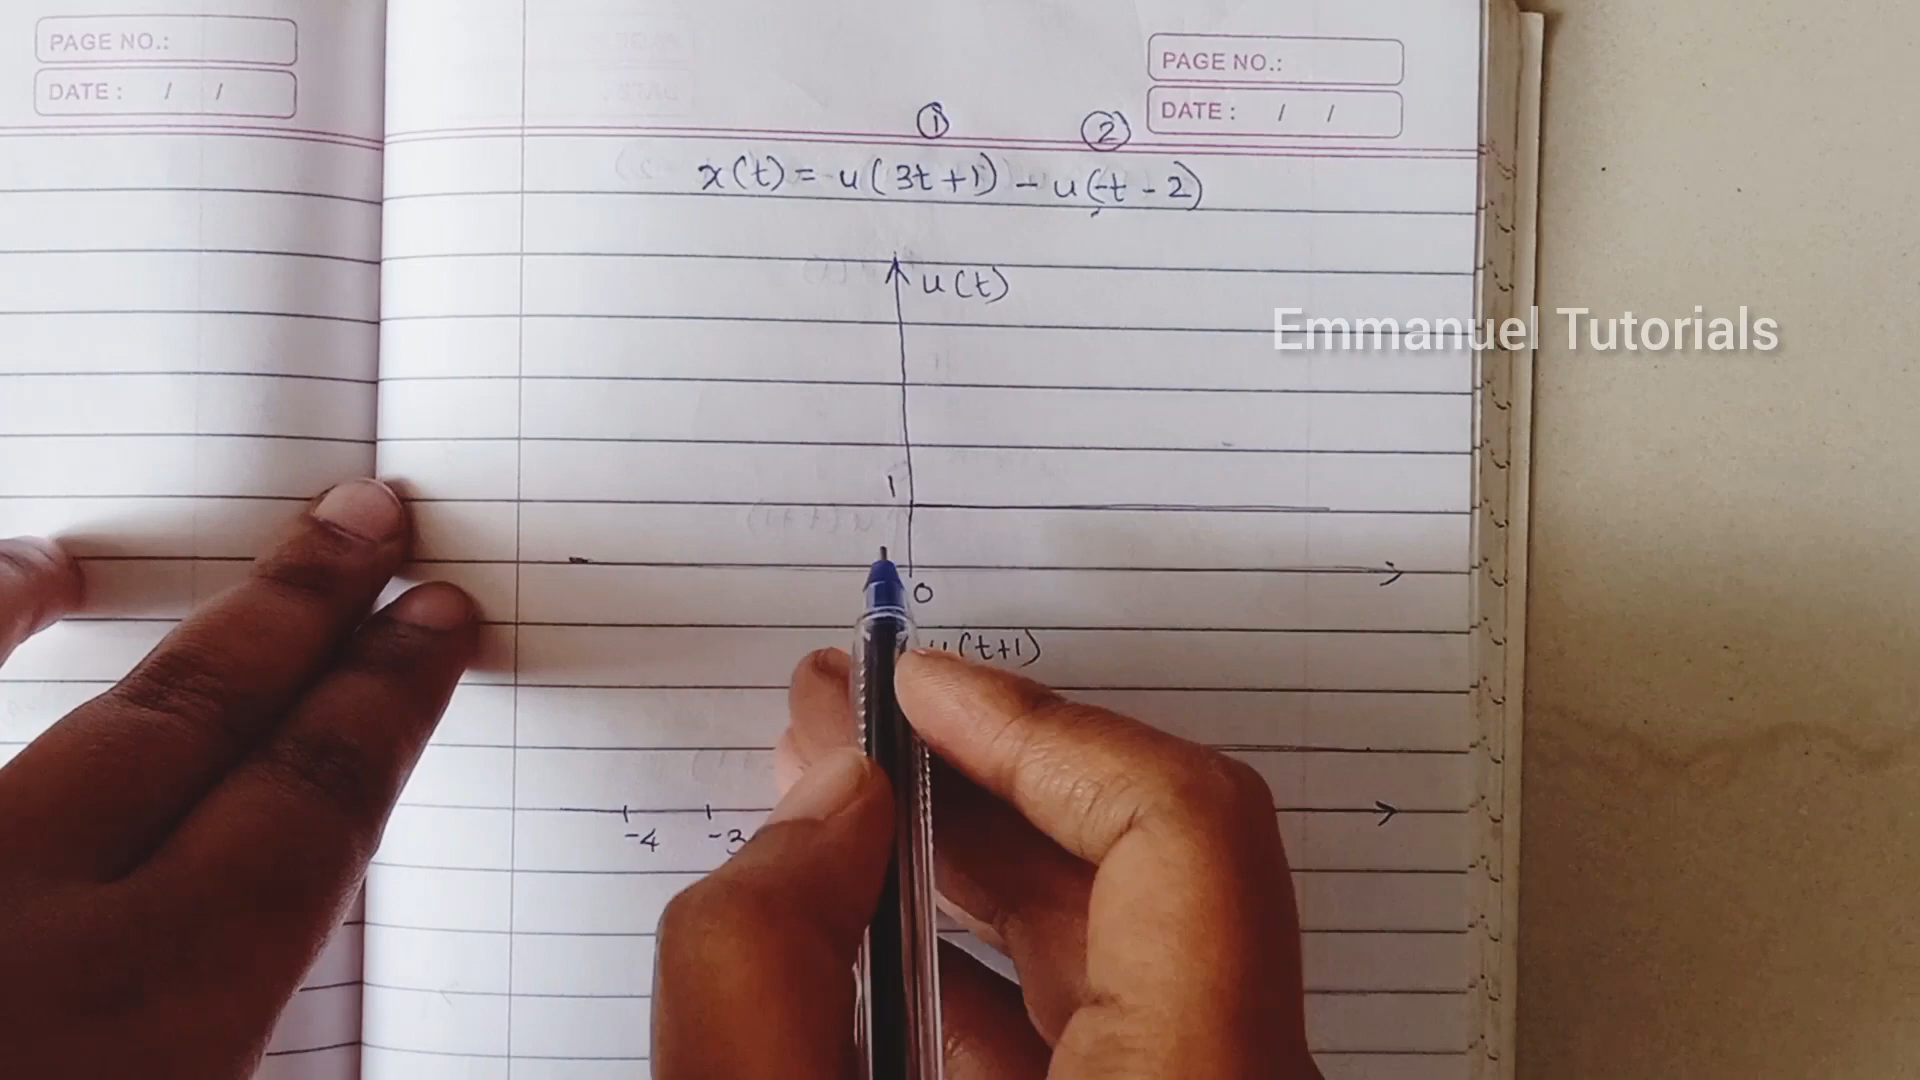 PAGE NO.:
DATE : / /
PAGE NO.:
DATE : / /
① ②
x(t) = u(3t+1) - u(-t-2)
u(t)
Emmanuel Tutorials
1
0
u(t+1)
-4 -3